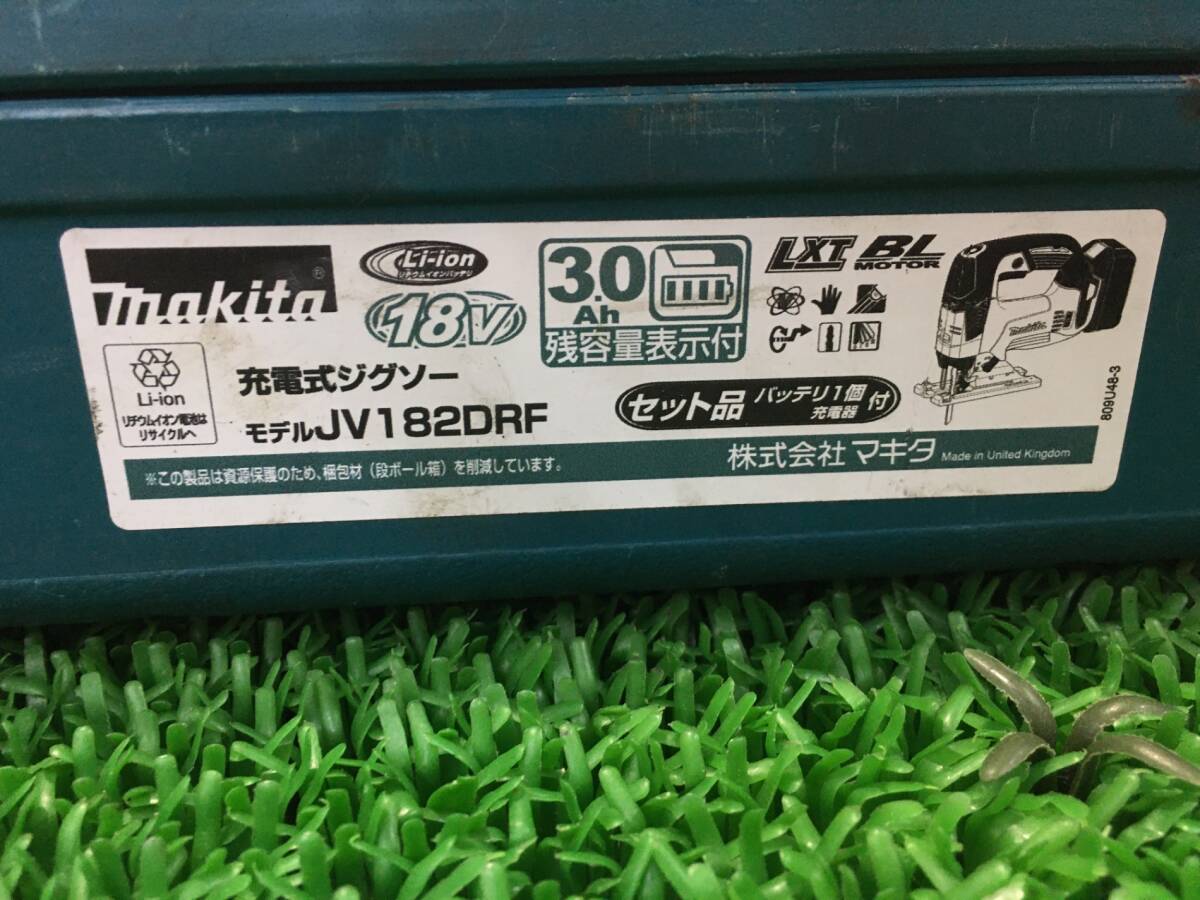 makita®
Li-ion
リチウムイオンバッテリ
18V
3.0
Ah
残容量表示付
LXT
BL
MOTOR
makita
Li-ion
リチウムイオン電池は
リサイクルへ
充電式ジグソー
モデルJV182DRF
セット品 バッテリ1個 充電器 付
809U48-3
※この製品は資源保護のため、梱包材（段ボール箱）を削減しています。
株式会社 マキタ Made in United Kingdom